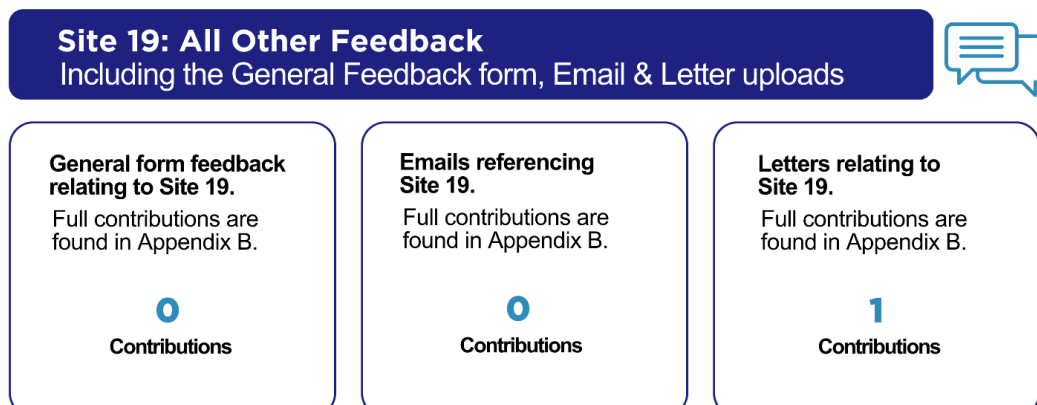 Site 19: All Other Feedback
Including the General Feedback form, Email & Letter uploads
General form feedback
relating to Site 19.
Full contributions are
found in Appendix B.
0
Contributions
Emails referencing
Site 19.
Full contributions are
found in Appendix B.
0
Contributions
Letters relating to
Site 19.
Full contributions are
found in Appendix B.
1
Contributions